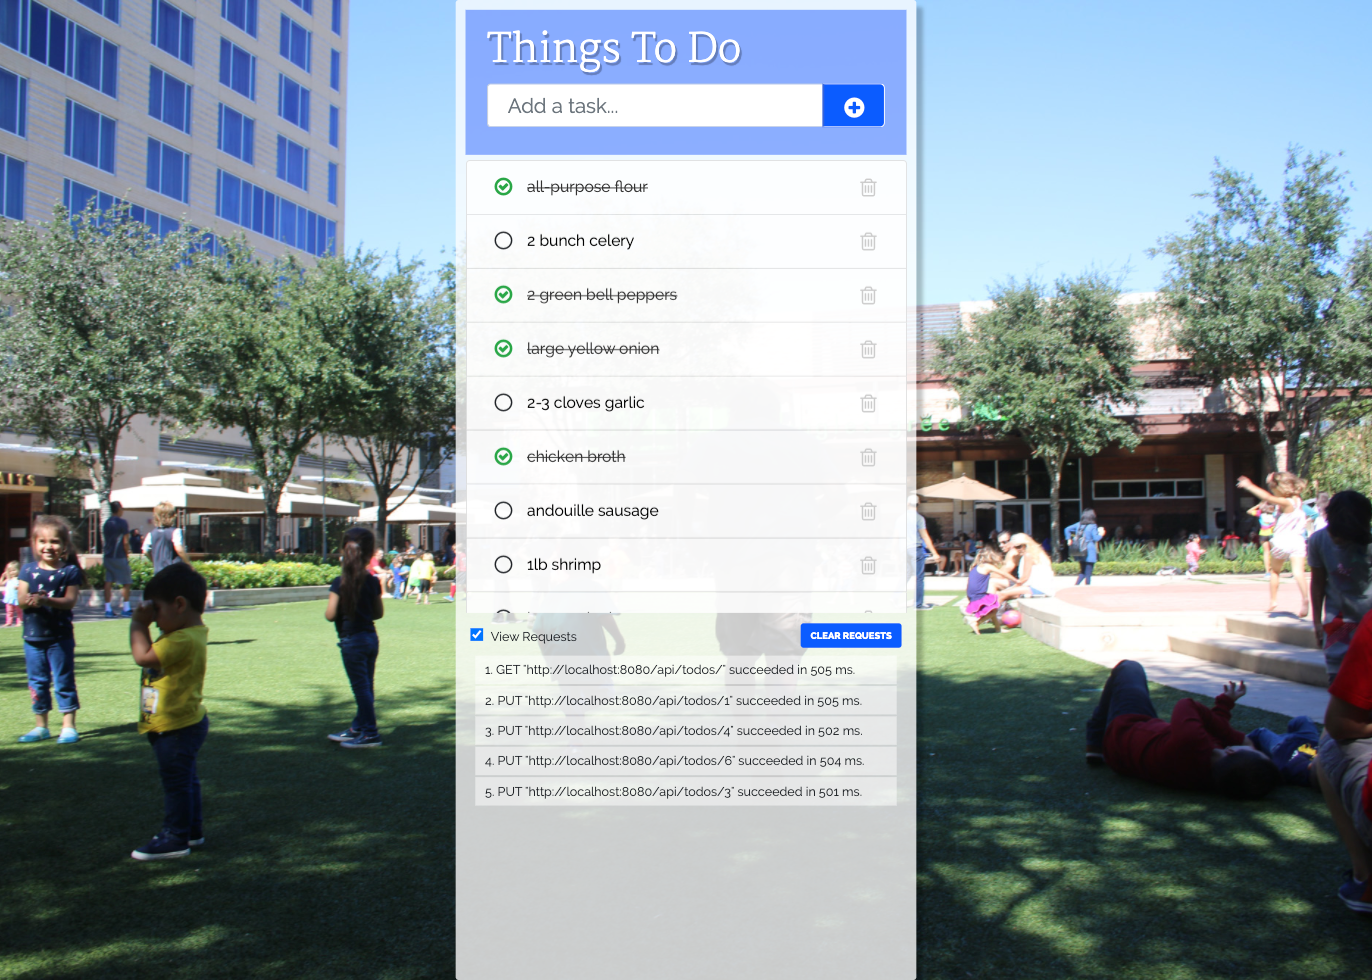 Things To Do
Add a task...
all-purpose flour
2 bunch celery
2 green bell peppers
large yellow onion
2-3 cloves garlic
chicken broth
andouille sausage
1lb shrimp
View Requests
CLEAR REQUESTS
1. GET "http://localhost:8080/api/todos/" succeeded in 505 ms.
2. PUT "http://localhost:8080/api/todos/1" succeeded in 505 ms.
3. PUT "http://localhost:8080/api/todos/4" succeeded in 502 ms.
4. PUT "http://localhost:8080/api/todos/6" succeeded in 504 ms.
5. PUT "http://localhost:8080/api/todos/3" succeeded in 501 ms.